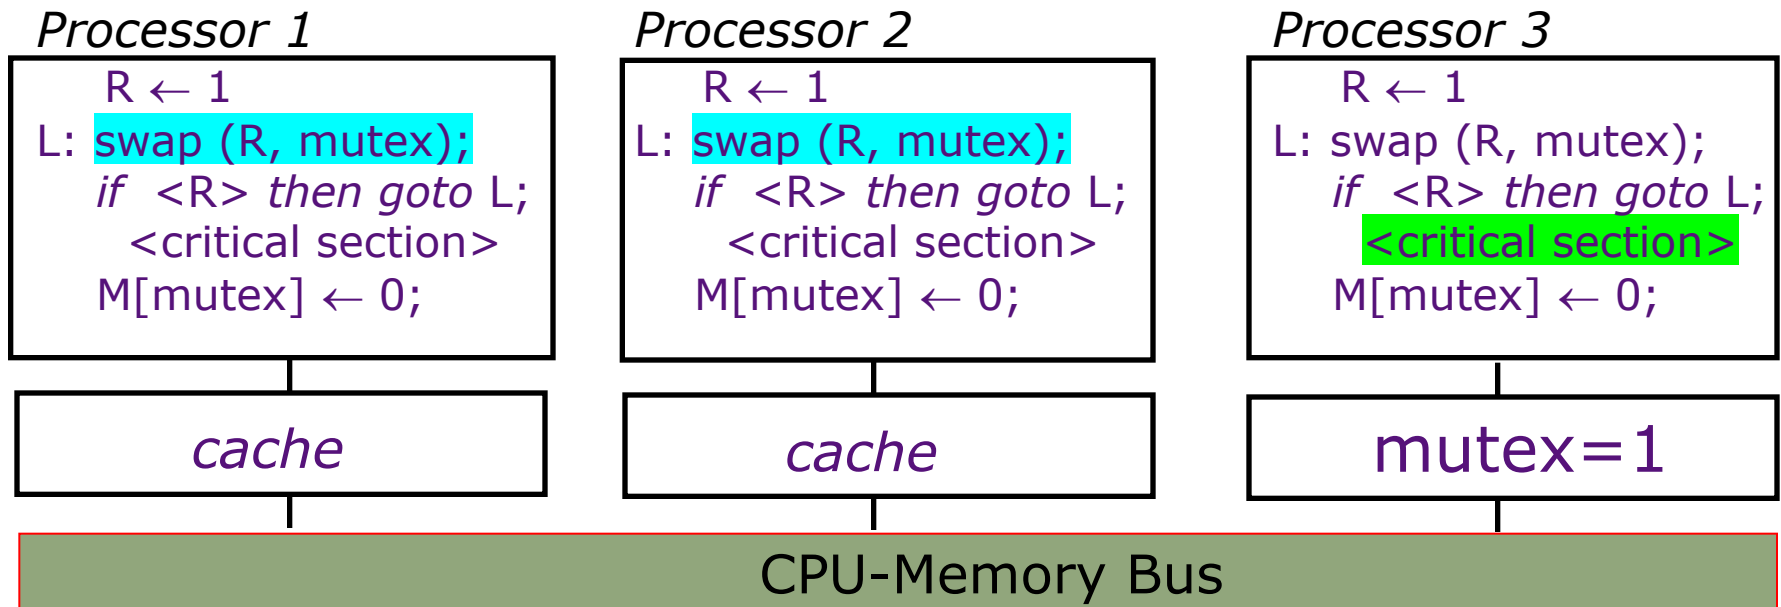 Processor 1
R ← 1
L: swap (R, mutex);
if <R> then goto L;
<critical section>
M[mutex] ← 0;
cache
Processor 2
R ← 1
L: swap (R, mutex);
if <R> then goto L;
<critical section>
M[mutex] ← 0;
cache
Processor 3
R ← 1
L: swap (R, mutex);
if <R> then goto L;
<critical section>
M[mutex] ← 0;
mutex=1
CPU-Memory Bus